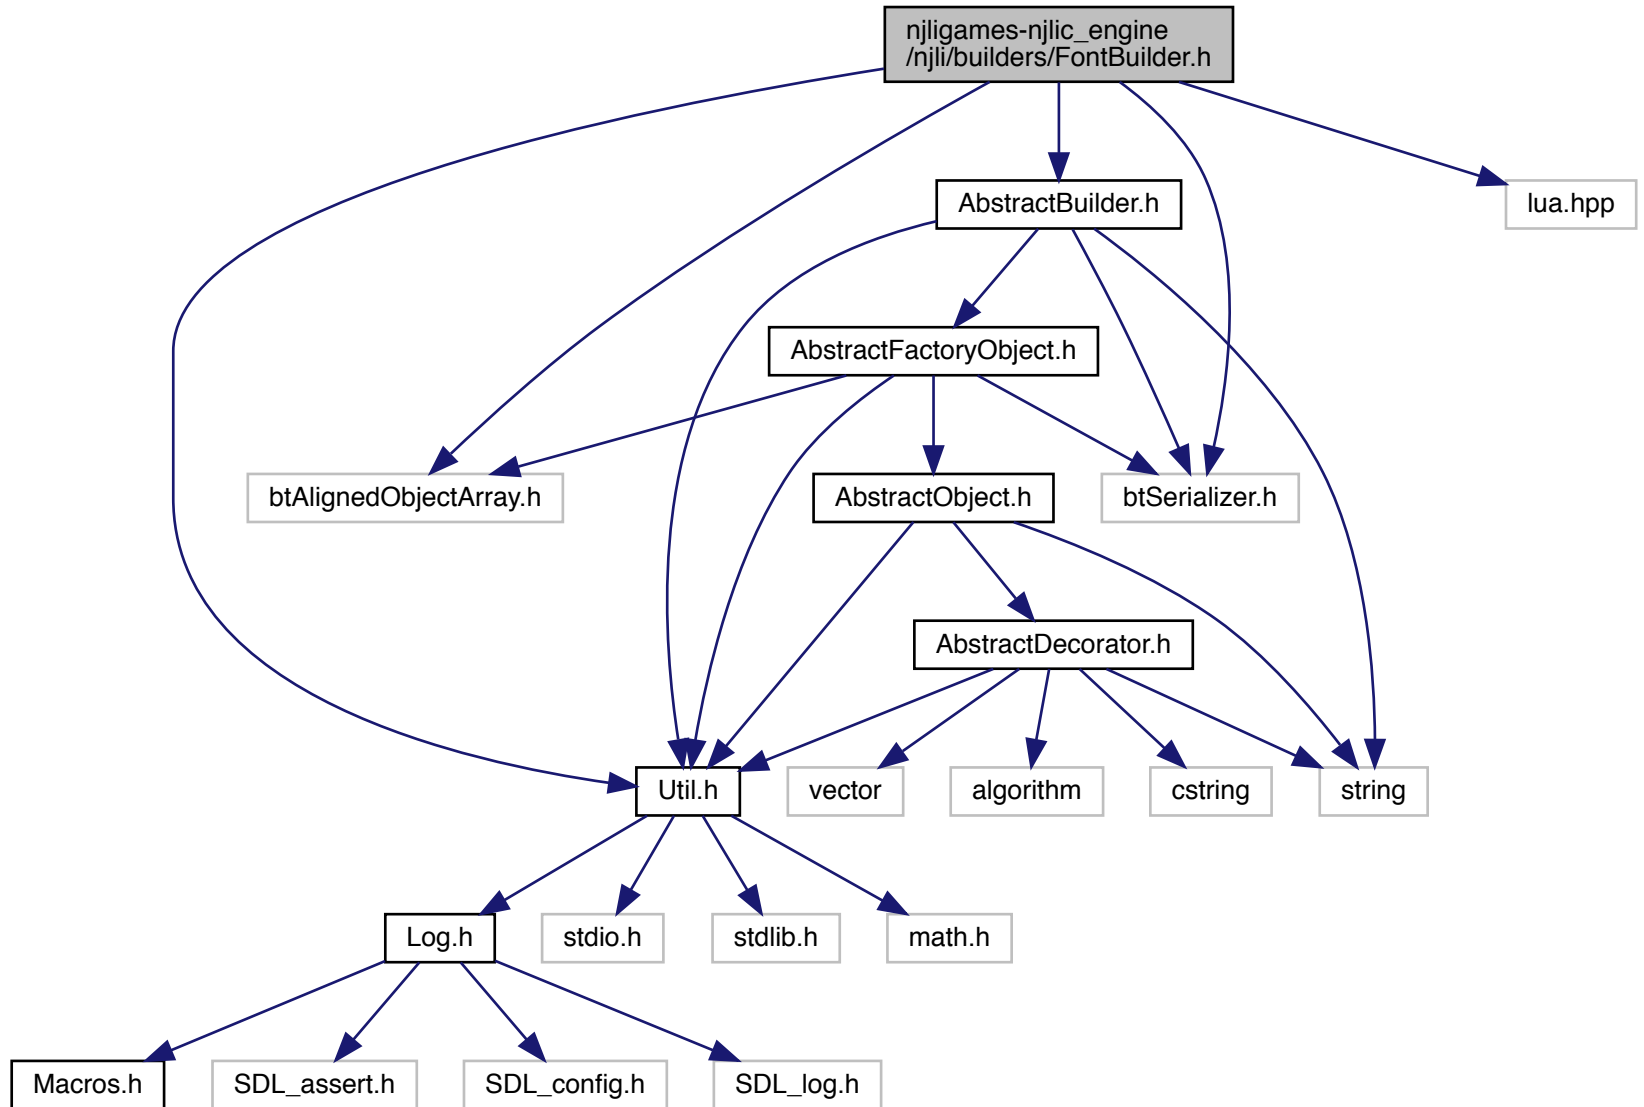 njligames-njlic_engine
/njli/builders/FontBuilder.h
AbstractBuilder.h
lua.hpp
AbstractFactoryObject.h
btAlignedObjectArray.h
AbstractObject.h
btSerializer.h
AbstractDecorator.h
Util.h
vector
algorithm
cstring
string
Log.h
stdio.h
stdlib.h
math.h
Macros.h
SDL_assert.h
SDL_config.h
SDL_log.h